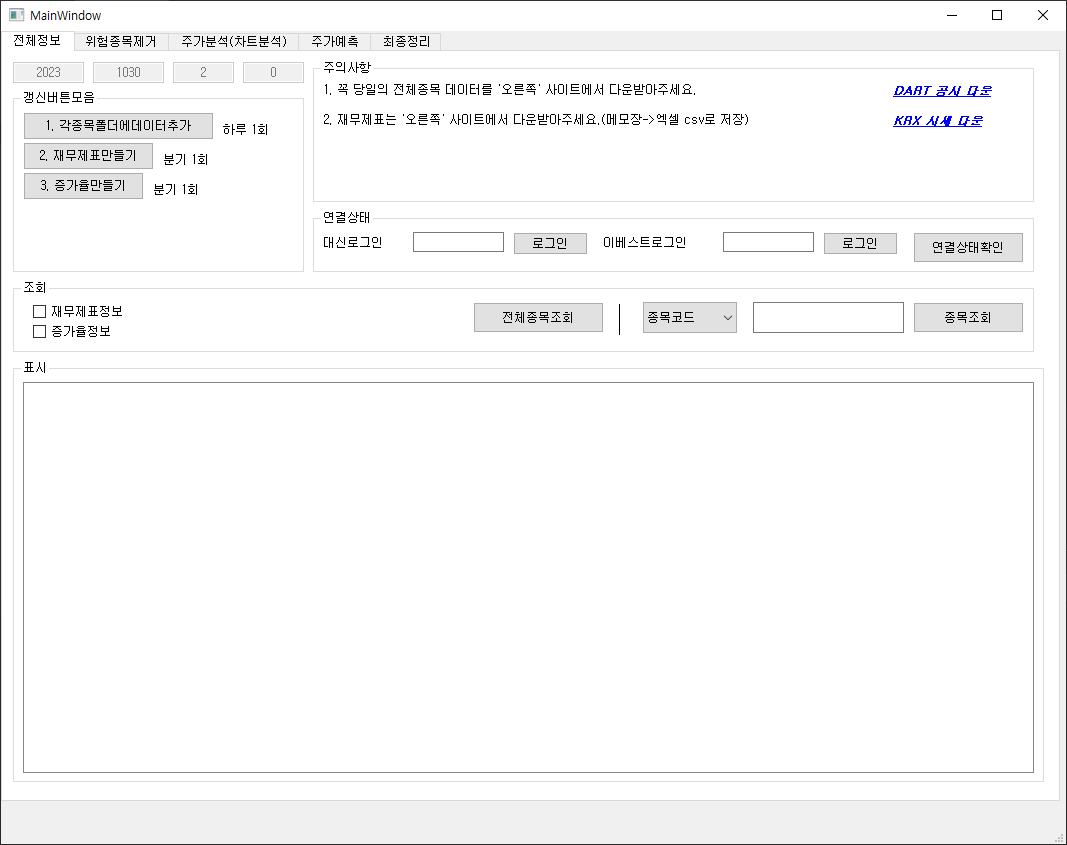 MainWindow
전체정보 위험종목제거 주가분석(차트분석) 주가예측 최종정리
2023 1030 2 0
갱신버튼모음
1. 각종목폴더에데이터추가 하루 1회
2. 재무제표만들기 분기 1회
3. 증가율만들기 분기 1회
주의사항
1. 꼭 당일의 전체종목 데이터를 '오른쪽' 사이트에서 다운받아주세요. DART 공시 다운
2. 재무제표는 '오른쪽' 사이트에서 다운받아주세요.(메모장->엑셀 csv로 저장) KRX 시세 다운
연결상태
대신로그인 로그인 이베스트로그인 로그인 연결상태확인
조회
재무제표정보
증가율정보
전체종목조회 종목코드 종목조회
표시